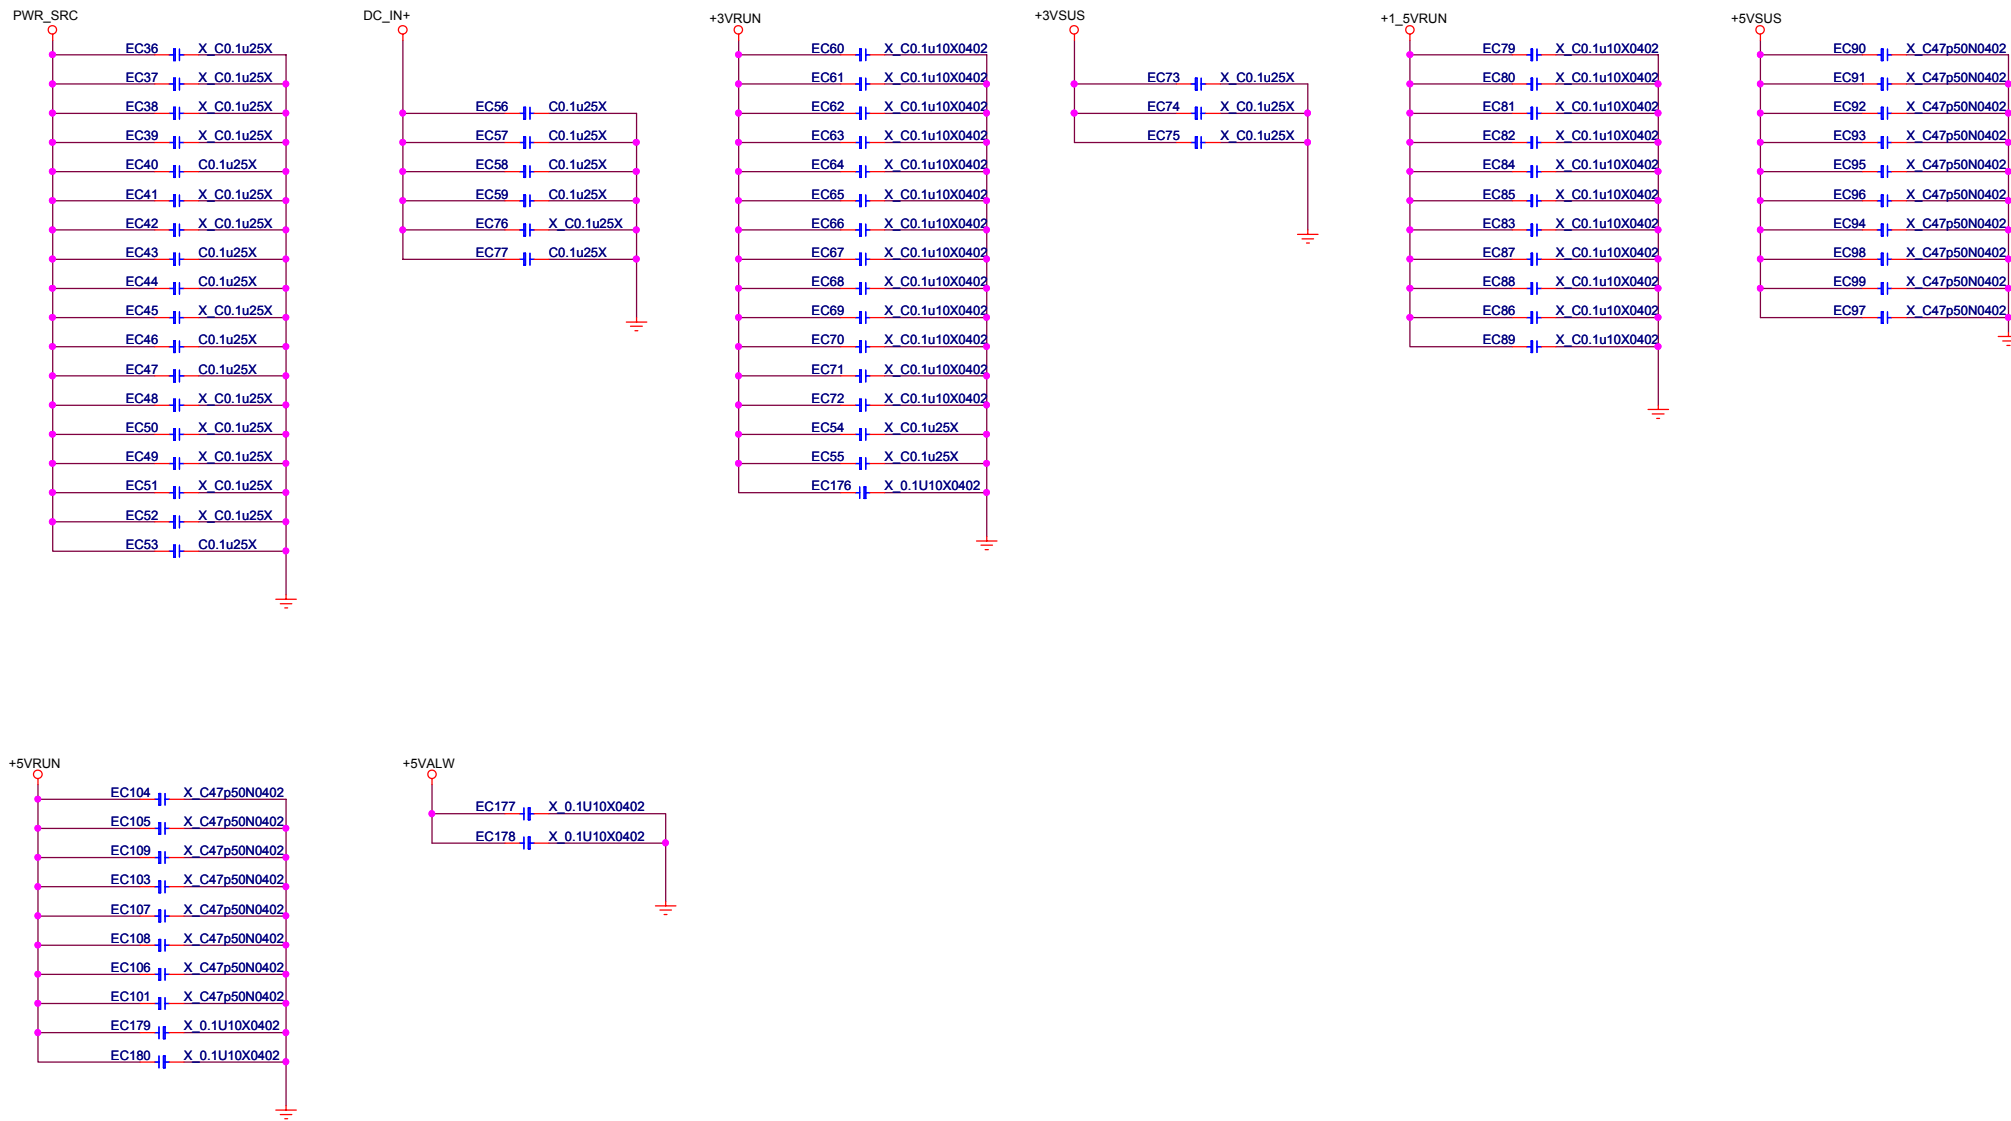 PWR_SRC
EC36 X_C0.1u25X
EC37 X_C0.1u25X
EC38 X_C0.1u25X
EC39 X_C0.1u25X
EC40 C0.1u25X
EC41 X_C0.1u25X
EC42 X_C0.1u25X
EC43 C0.1u25X
EC44 C0.1u25X
EC45 X_C0.1u25X
EC46 C0.1u25X
EC47 C0.1u25X
EC48 X_C0.1u25X
EC50 X_C0.1u25X
EC49 X_C0.1u25X
EC51 X_C0.1u25X
EC52 X_C0.1u25X
EC53 C0.1u25X
DC_IN+
EC56 C0.1u25X
EC57 C0.1u25X
EC58 C0.1u25X
EC59 C0.1u25X
EC76 X_C0.1u25X
EC77 C0.1u25X
+3VRUN
EC60 X_C0.1u10X0402
EC61 X_C0.1u10X0402
EC62 X_C0.1u10X0402
EC63 X_C0.1u10X0402
EC64 X_C0.1u10X0402
EC65 X_C0.1u10X0402
EC66 X_C0.1u10X0402
EC67 X_C0.1u10X0402
EC68 X_C0.1u10X0402
EC69 X_C0.1u10X0402
EC70 X_C0.1u10X0402
EC71 X_C0.1u10X0402
EC72 X_C0.1u10X0402
EC54 X_C0.1u25X
EC55 X_C0.1u25X
EC176 X_0.1U10X0402
+3VSUS
EC73 X_C0.1u25X
EC74 X_C0.1u25X
EC75 X_C0.1u25X
+1_5VRUN
EC79 X_C0.1u10X0402
EC80 X_C0.1u10X0402
EC81 X_C0.1u10X0402
EC82 X_C0.1u10X0402
EC84 X_C0.1u10X0402
EC85 X_C0.1u10X0402
EC83 X_C0.1u10X0402
EC87 X_C0.1u10X0402
EC88 X_C0.1u10X0402
EC86 X_C0.1u10X0402
EC89 X_C0.1u10X0402
+5VSUS
EC90 X_C47p50N0402
EC91 X_C47p50N0402
EC92 X_C47p50N0402
EC93 X_C47p50N0402
EC95 X_C47p50N0402
EC96 X_C47p50N0402
EC94 X_C47p50N0402
EC98 X_C47p50N0402
EC99 X_C47p50N0402
EC97 X_C47p50N0402
+5VRUN
EC104 X_C47p50N0402
EC105 X_C47p50N0402
EC109 X_C47p50N0402
EC103 X_C47p50N0402
EC107 X_C47p50N0402
EC108 X_C47p50N0402
EC106 X_C47p50N0402
EC101 X_C47p50N0402
EC179 X_0.1U10X0402
EC180 X_0.1U10X0402
+5VALW
EC177 X_0.1U10X0402
EC178 X_0.1U10X0402